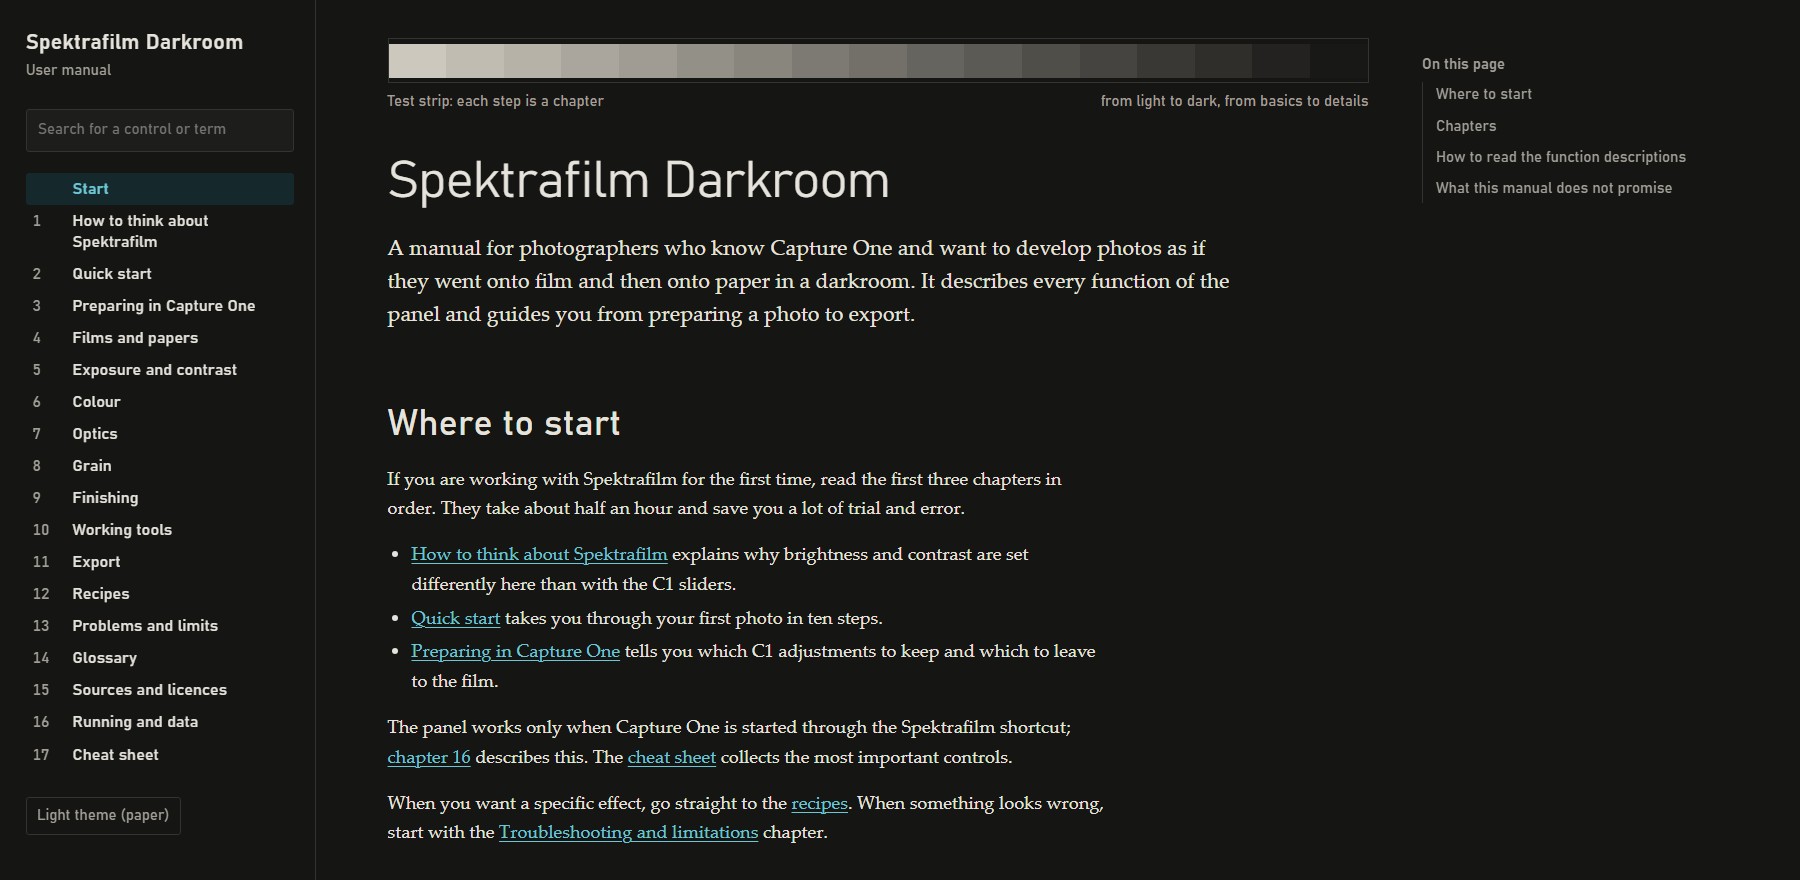 Spektrafilm Darkroom
User manual
Search for a control or term
Start
1 How to think about
Spektrafilm
2 Quick start
3 Preparing in Capture One
4 Films and papers
5 Exposure and contrast
6 Colour
7 Optics
8 Grain
9 Finishing
10 Working tools
11 Export
12 Recipes
13 Problems and limits
14 Glossary
15 Sources and licences
16 Running and data
17 Cheat sheet
Light theme (paper)
Test strip: each step is a chapter
from light to dark, from basics to details
Spektrafilm Darkroom
A manual for photographers who know Capture One and want to develop photos as if
they went onto film and then onto paper in a darkroom. It describes every function of the
panel and guides you from preparing a photo to export.
Where to start
If you are working with Spektrafilm for the first time, read the first three chapters in
order. They take about half an hour and save you a lot of trial and error.
• How to think about Spektrafilm explains why brightness and contrast are set
differently here than with the C1 sliders.
• Quick start takes you through your first photo in ten steps.
• Preparing in Capture One tells you which C1 adjustments to keep and which to leave
to the film.
The panel works only when Capture One is started through the Spektrafilm shortcut;
chapter 16 describes this. The cheat sheet collects the most important controls.
When you want a specific effect, go straight to the recipes. When something looks wrong,
start with the Troubleshooting and limitations chapter.
On this page
Where to start
Chapters
How to read the function descriptions
What this manual does not promise